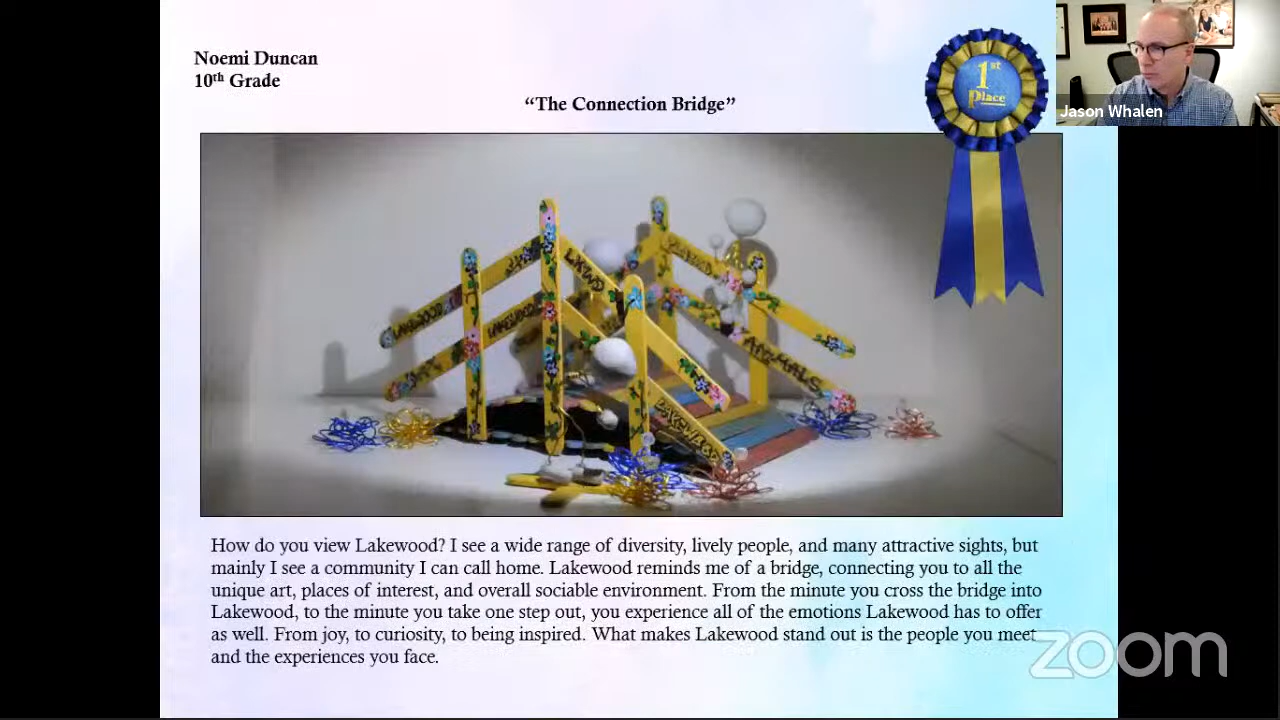 Noemi Duncan
10th Grade
"The Connection Bridge"
1st
Place
Jason Whalen
LAKEWOOD
LKWD
LAKEWOOD
ANIMALS
LAKEWOOD
How do you view Lakewood? I see a wide range of diversity, lively people, and many attractive sights, but
mainly I see a community I can call home. Lakewood reminds me of a bridge, connecting you to all the
unique art, places of interest, and overall sociable environment. From the minute you cross the bridge into
Lakewood, to the minute you take one step out, you experience all of the emotions Lakewood has to offer
as well. From joy, to curiosity, to being inspired. What makes Lakewood stand out is the people you meet
and the experiences you face.
zoom